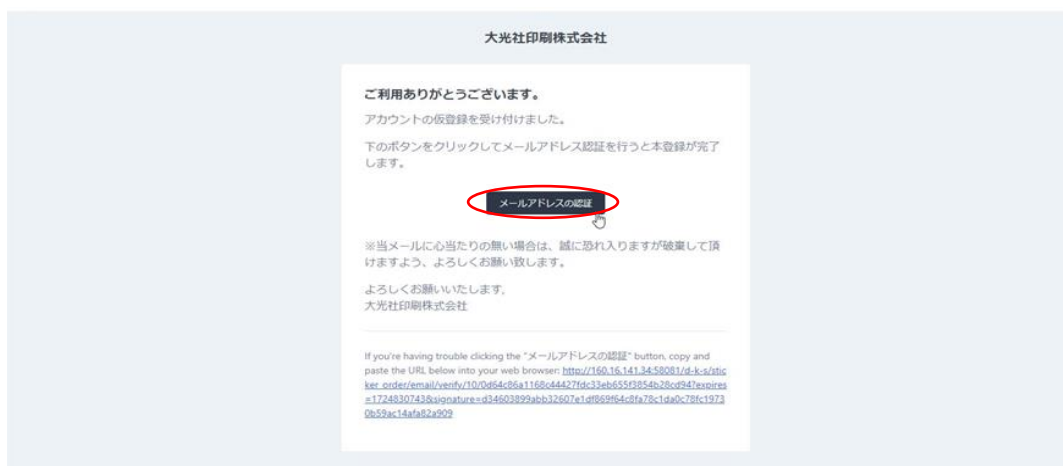 大光社印刷株式会社
ご利用ありがとうございます。
アカウントの仮登録を受け付けました。
下のボタンをクリックしてメールアドレス認証を行うと本登録が完了
します。
メールアドレスの認証
※当メールに心当たりの無い場合は、誠に恐れ入りますが破棄して頂
けますよう、よろしくお願い致します。
よろしくお願いいたします,
大光社印刷株式会社
If you're having trouble clicking the "メールアドレスの認証" button, copy and
paste the URL below into your web browser: http://160.16.141.34:58081/d-k-s/stic
ker_order/email/verify/10/0d64c86a1168c44427fdc33eb655f3854b28cd94?expires
=1724830743&signature=d34603899abb32607e1df869f64c8fa78c1da0c78fc1973
0b59ac14afa82a909